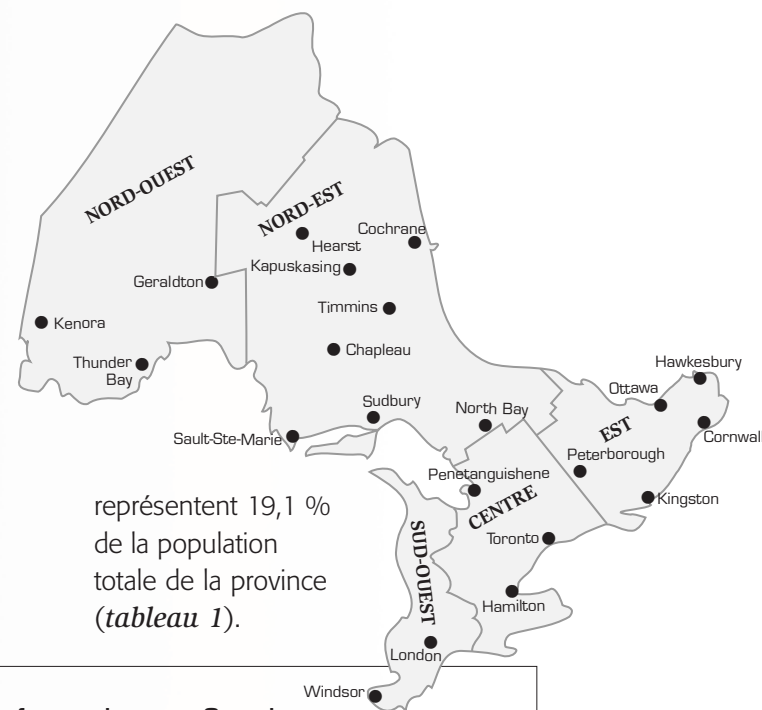 NORD-OUEST
NORD-EST
Cochrane
Hearst
Kapuskasing
Geraldton
Timmins
Kenora
Chapleau
Thunder
Bay
Hawkesbury
Ottawa
Sudbury
North Bay
EST
Cornwal
Sault-Ste-Marie
Peterborough
Penetanguishene
CENTRE
Kingston
représentent 19,1 %
de la population
totale de la province
(tableau 1).
SUD-OUEST
Toronto
Hamilton
London
Windsor